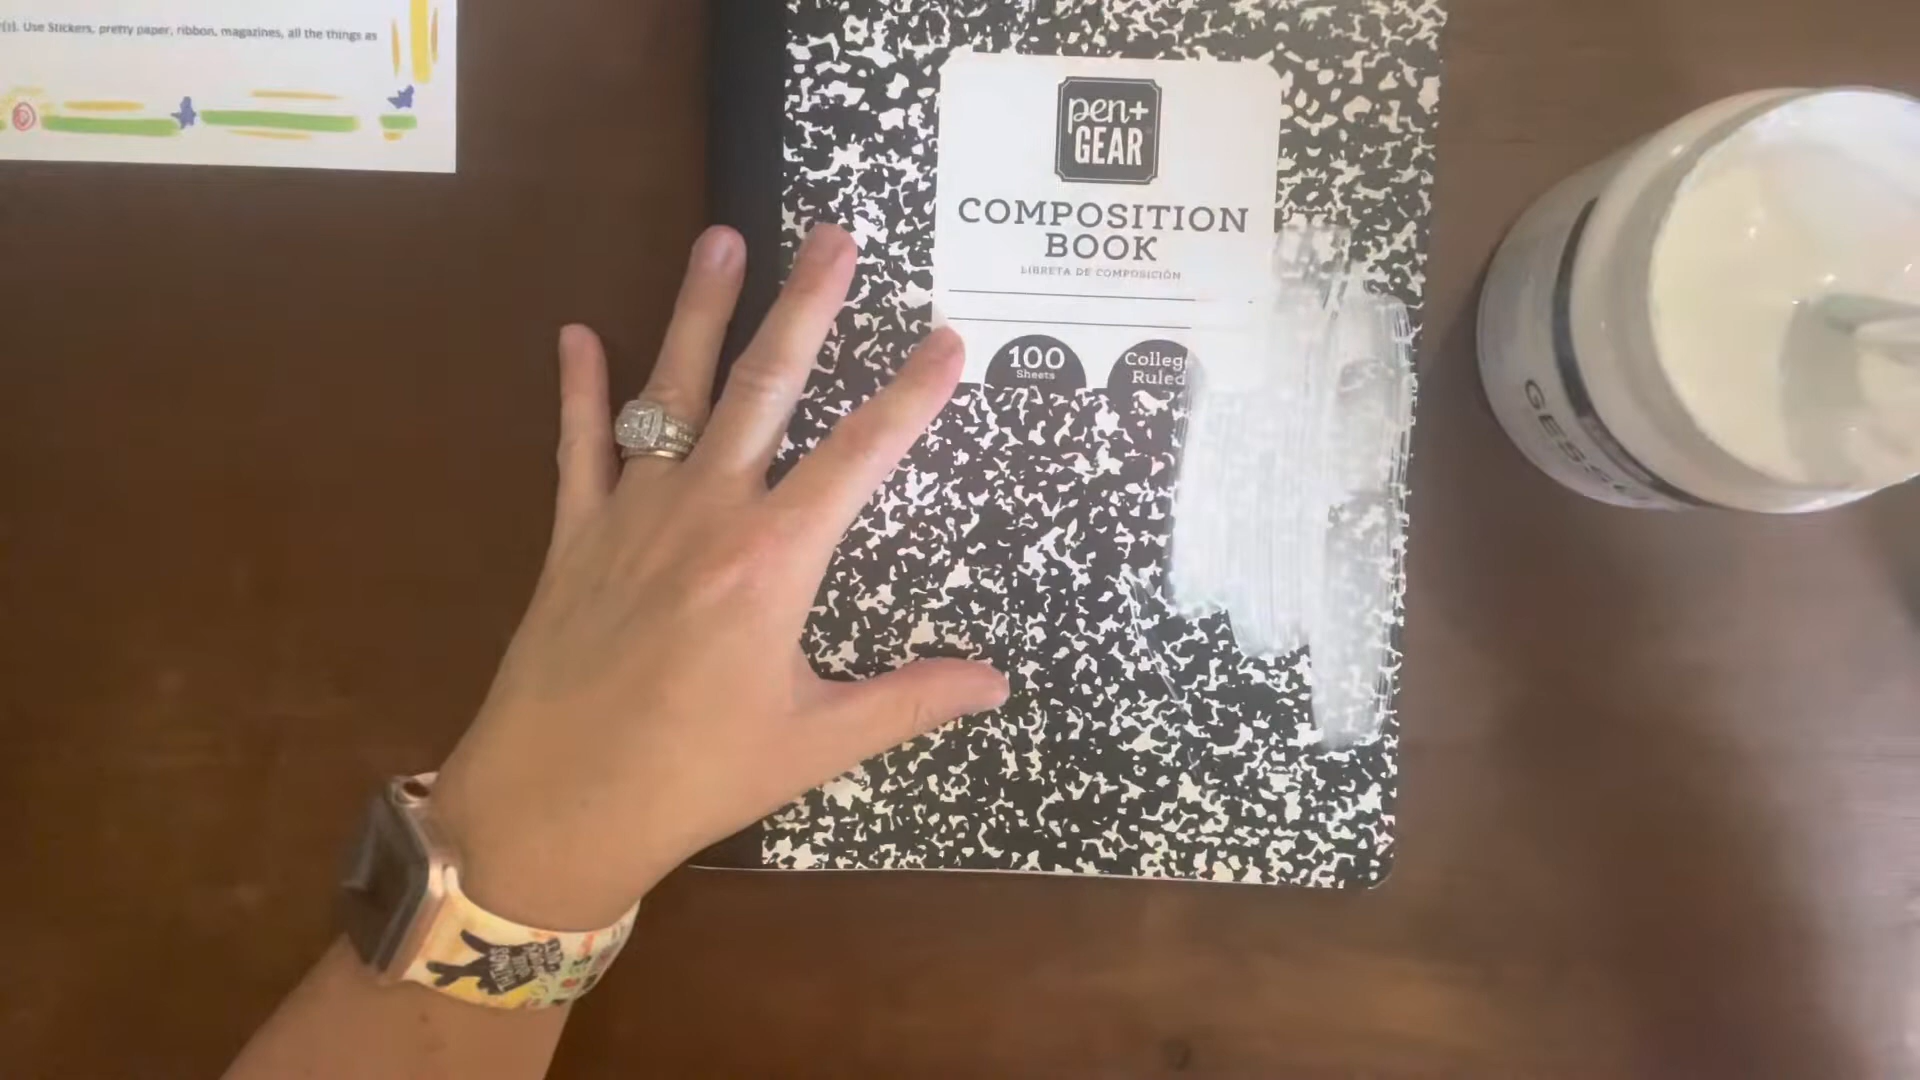 (s). Use Stickers, pretty paper, ribbon, magazines, all the things as
pen+
GEAR
COMPOSITION
BOOK
LIBRETA DE COMPOSICIÓN
100
Sheets
College
Ruled
GESSO